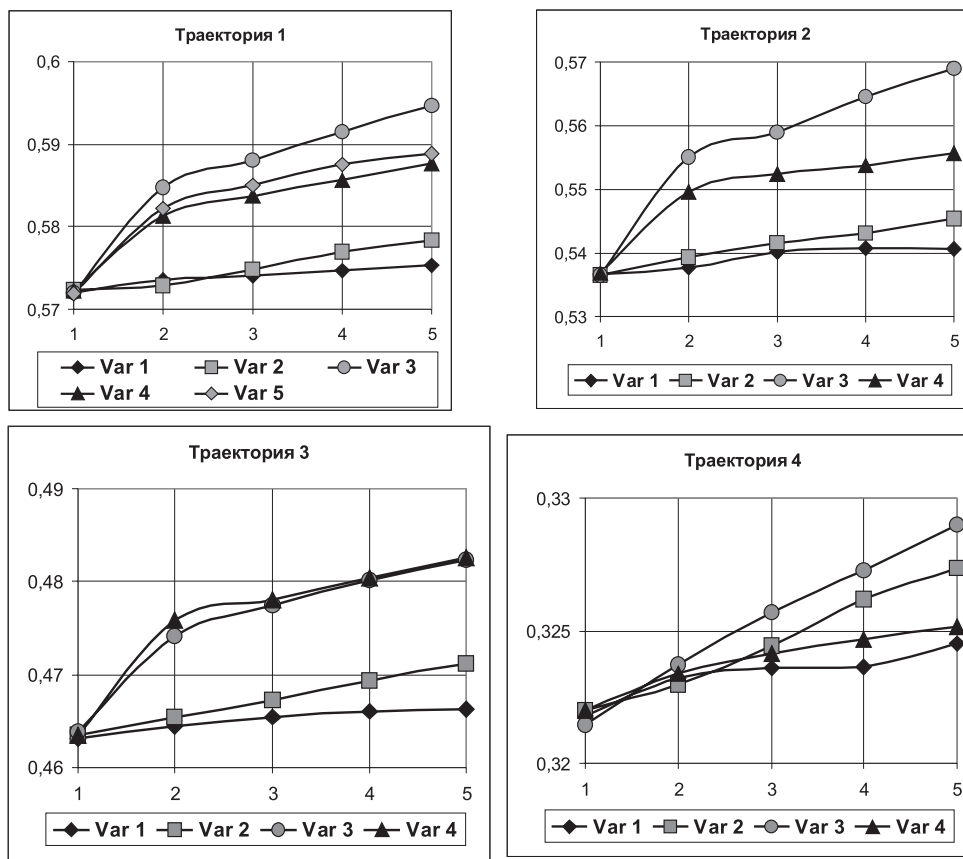 Траектория 1
0,6
0,59
0,58
0,57
1 2 3 4 5
Var 1 Var 2 Var 3
Var 4 Var 5
Траектория 2
0,57
0,56
0,55
0,54
0,53
1 2 3 4 5
Var 1 Var 2 Var 3 Var 4
Траектория 3
0,49
0,48
0,47
0,46
1 2 3 4 5
Var 1 Var 2 Var 3 Var 4
Траектория 4
0,33
0,325
0,32
1 2 3 4 5
Var 1 Var 2 Var 3 Var 4